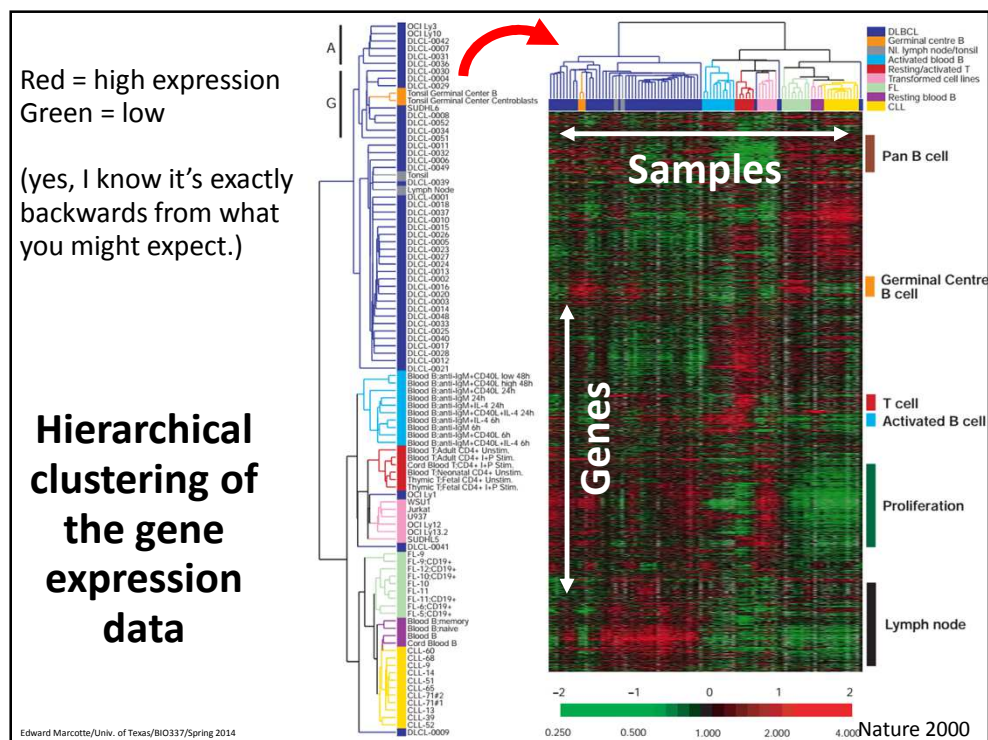 Red = high expression
Green = low
(yes, I know it's exactly
backwards from what
you might expect.)
Hierarchical
clustering of
the gene
expression
data
Edward Marcotte/Univ. of Texas/BIO337/Spring 2014
A
G
OCI Ly3
OCI Ly10
DLCL-0042
DLCL-0007
DLCL-0031
DLCL-0036
DLCL-0030
DLCL-0004
DLCL-0029
Tonsil Germinal Center B
Tonsil Germinal Center Centroblasts
SUDHL6
DLCL-0008
DLCL-0052
DLCL-0034
DLCL-0051
DLCL-0011
DLCL-0032
DLCL-0006
DLCL-0049
Tonsil
DLCL-0039
Lymph Node
DLCL-0001
DLCL-0018
DLCL-0037
DLCL-0010
DLCL-0015
DLCL-0026
DLCL-0005
DLCL-0023
DLCL-0027
DLCL-0024
DLCL-0013
DLCL-0002
DLCL-0016
DLCL-0020
DLCL-0003
DLCL-0014
DLCL-0048
DLCL-0033
DLCL-0025
DLCL-0040
DLCL-0017
DLCL-0028
DLCL-0012
DLCL-0021
Blood B;anti-IgM+CD40L low 48h
Blood B;anti-IgM+CD40L high 48h
Blood B;anti-IgM+CD40L 24h
Blood B;anti-IgM 24h
Blood B;anti-IgM+IL-4 24h
Blood B;anti-IgM+CD40L+IL-4 24h
Blood B;anti-IgM+IL-4 6h
Blood B;anti-IgM 6h
Blood B;anti-IgM+CD40L 6h
Blood B;anti-IgM+CD40L+IL-4 6h
Blood T;Adult CD4+ Unstim.
Blood T;Adult CD4+ I+P Stim.
Cord Blood T;CD4+ I+P Stim.
Blood T;Neonatal CD4+ Unstim.
Thymic T;Fetal CD4+ Unstim.
Thymic T;Fetal CD4+ I+P Stim.
OCI Ly1
WSU1
Jurkat
U937
OCI Ly12
OCI Ly13.2
SUDHL5
DLCL-0041
FL-9
FL-9;CD19+
FL-12;CD19+
FL-10;CD19+
FL-10
FL-11
FL-11;CD19+
FL-6;CD19+
FL-5;CD19+
Blood B;memory
Blood B;naive
Blood B
Cord Blood B
CLL-60
CLL-68
CLL-9
CLL-14
CLL-51
CLL-65
CLL-71#2
CLL-71#1
CLL-13
CLL-39
CLL-52
DLCL-0009
DLBCL
Germinal centre B
Nl. lymph node/tonsil
Activated blood B
Resting/activated T
Transformed cell lines
FL
Resting blood B
CLL
Samples
Genes
Pan B cell
Germinal Centre
B cell
T cell
Activated B cell
Proliferation
Lymph node
−2 −1 0 1 2
0.250 0.500 1.000 2.000 4.000
Nature 2000